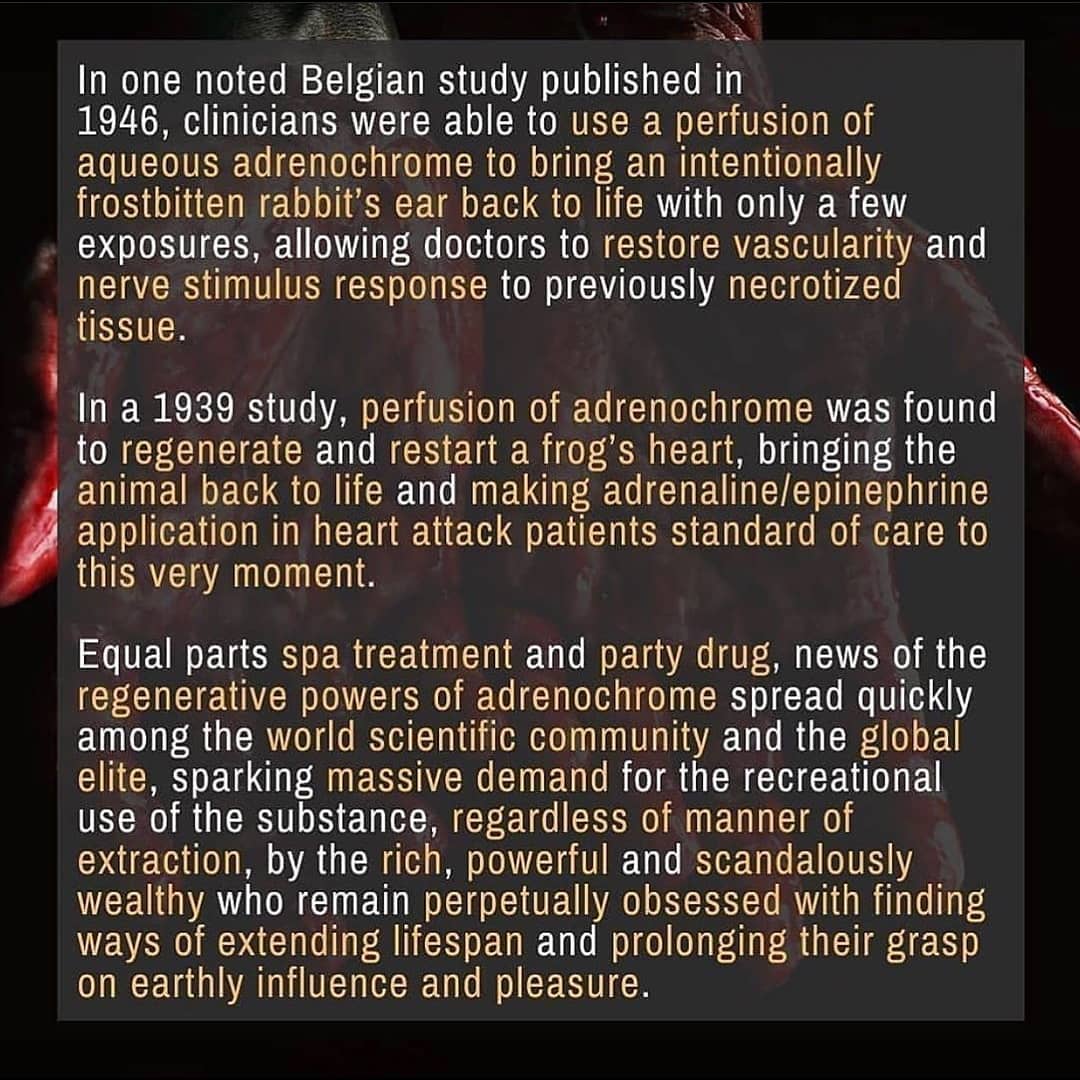 In one noted Belgian study published in
1946, clinicians were able to use a perfusion of
aqueous adrenochrome to bring an intentionally
frostbitten rabbit's ear back to life with only a few
exposures, allowing doctors to restore vascularity and
nerve stimulus response to previously necrotized
tissue.
In a 1939 study, perfusion of adrenochrome was found
to regenerate and restart a frog's heart, bringing the
animal back to life and making adrenaline/epinephrine
application in heart attack patients standard of care to
this very moment.
Equal parts spa treatment and party drug, news of the
regenerative powers of adrenochrome spread quickly
among the world scientific community and the global
elite, sparking massive demand for the recreational
use of the substance, regardless of manner of
extraction, by the rich, powerful and scandalously
wealthy who remain perpetually obsessed with finding
ways of extending lifespan and prolonging their grasp
on earthly influence and pleasure.